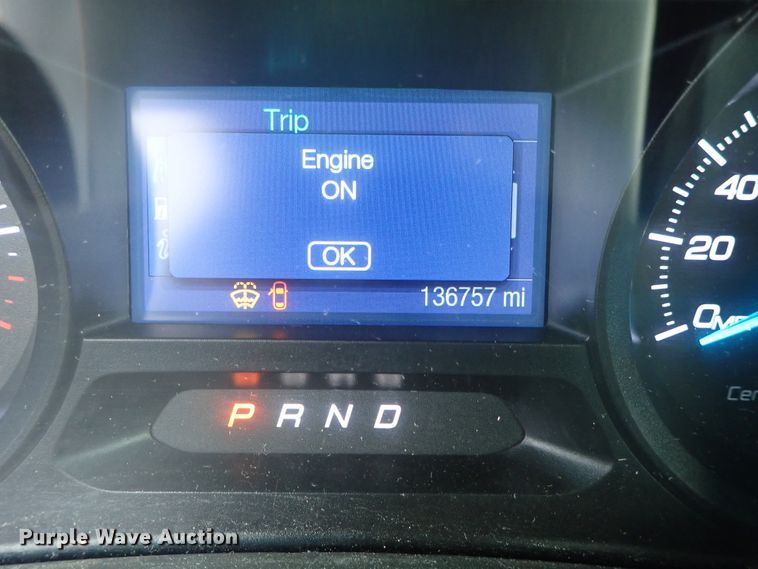 Trip
Engine
ON
OK
136757 mi
40
20
0
P R N D
Purple Wave Auction